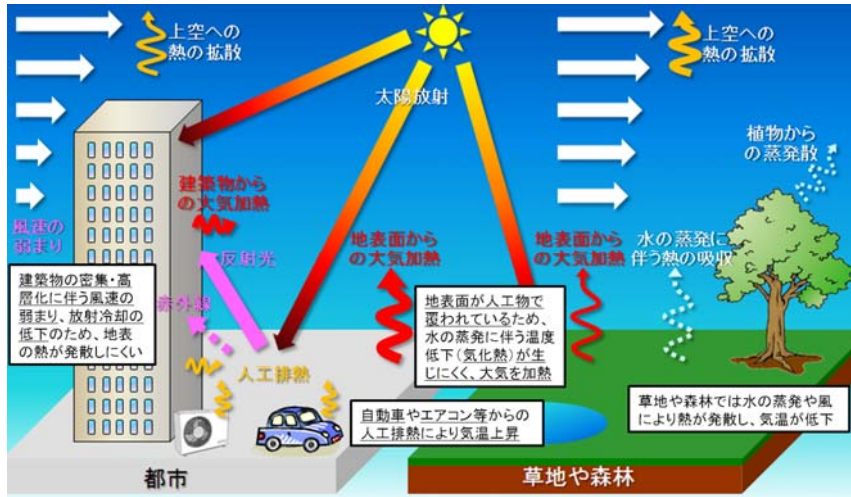 上空への
熱の拡散
太陽放射
上空への
熱の拡散
植物から
の蒸発散
建築物から
の大気加熱
風速の
弱まり
反射光
地表面から
の大気加熱
地表面から
の大気加熱
水の蒸発に
伴う熱の吸収
建築物の密集・高
層化に伴う風速の
弱まり、放射冷却の
低下のため、地表
の熱が発散しにくい
赤外線
地表面が人工物で
覆われているため、
水の蒸発に伴う温度
低下(気化熱)が生
じにくく、大気を加熱
人工排熱
自動車やエアコン等からの
人工排熱により気温上昇
草地や森林では水の蒸発や風
により熱が発散し、気温が低下
都市
草地や森林